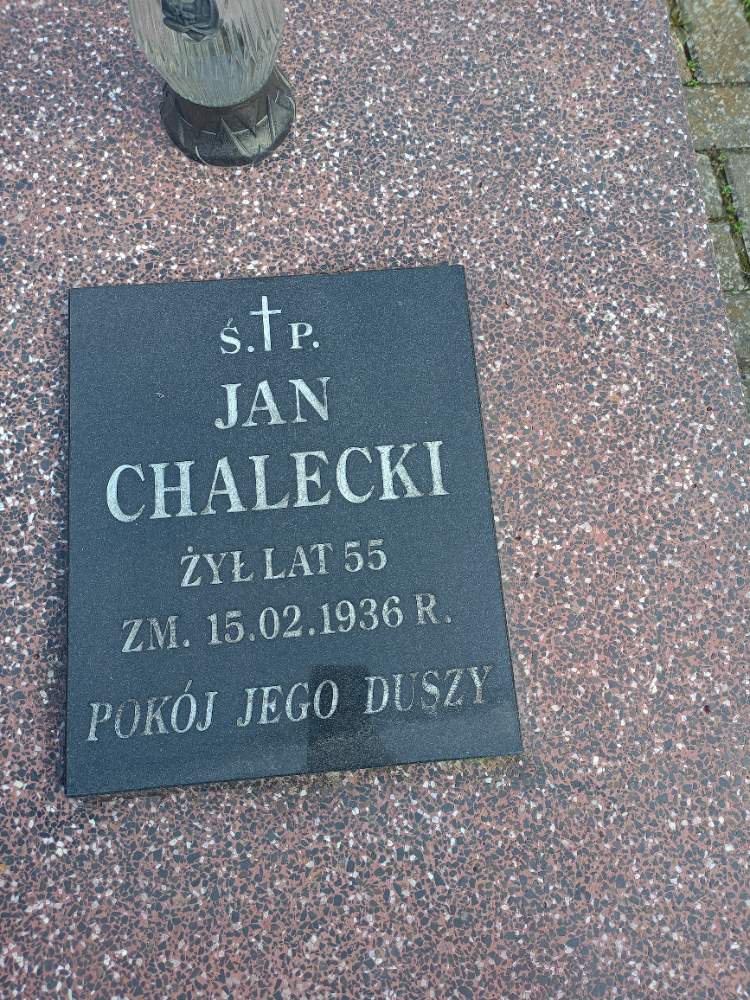 Ś.†P.
JAN
CHALECKI
ŻYŁ LAT 55
ZM. 15.02.1936 R.
POKÓJ JEGO DUSZY